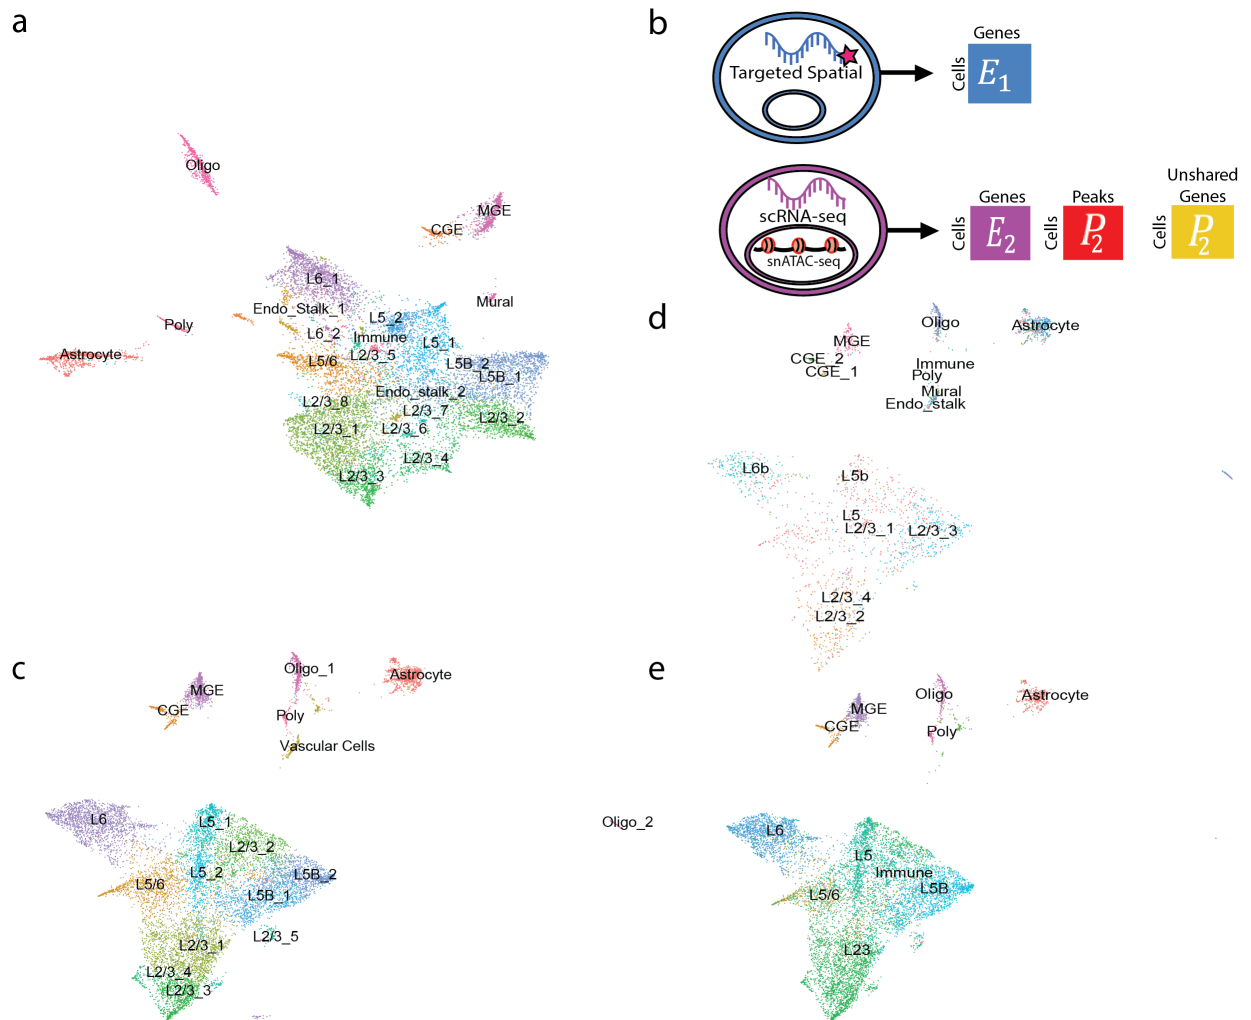 a
Oligo
MGE
CGE
L6_1
Endo_Stalk_1
Mural
L5_2
Poly
L6_2
Immune
L5_1
Astrocyte
L2/3_5
L5/6
L5B_2
L5B_1
Endo_stalk_2
L2/3_8
L2/3_7
L2/3_2
L2/3_1
L2/3_6
L2/3_4
L2/3_3
b
Genes
Cells
E1
Targeted Spatial
Unshared
Genes
Peaks
Genes
scRNA-seq
snATAC-seq
Cells
E2
Cells
P2
Cells
P2
d
Oligo
Astrocyte
MGE
CGE_2
CGE_1
Immune
Poly
Mural
Endo_stalk
L6b
L5b
L5
L2/3_1
L2/3_3
L2/3_4
L2/3_2
c
Oligo_1
Astrocyte
MGE
CGE
Poly
Vascular Cells
L6
L5_1
Oligo_2
L2/3_2
L5_2
L5B_2
L5/6
L5B_1
L2/3_5
L2/3_1
L2/3_4
L2/3_3
e
Oligo
Astrocyte
MGE
CGE
Poly
L6
L5
Immune
L5B
L5/6
L23